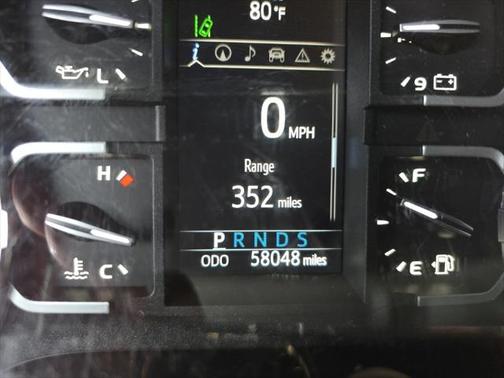 80°F
L
9
0 MPH
H
Range
F
352 miles
P R N D S
C
ODO 58048 miles
E